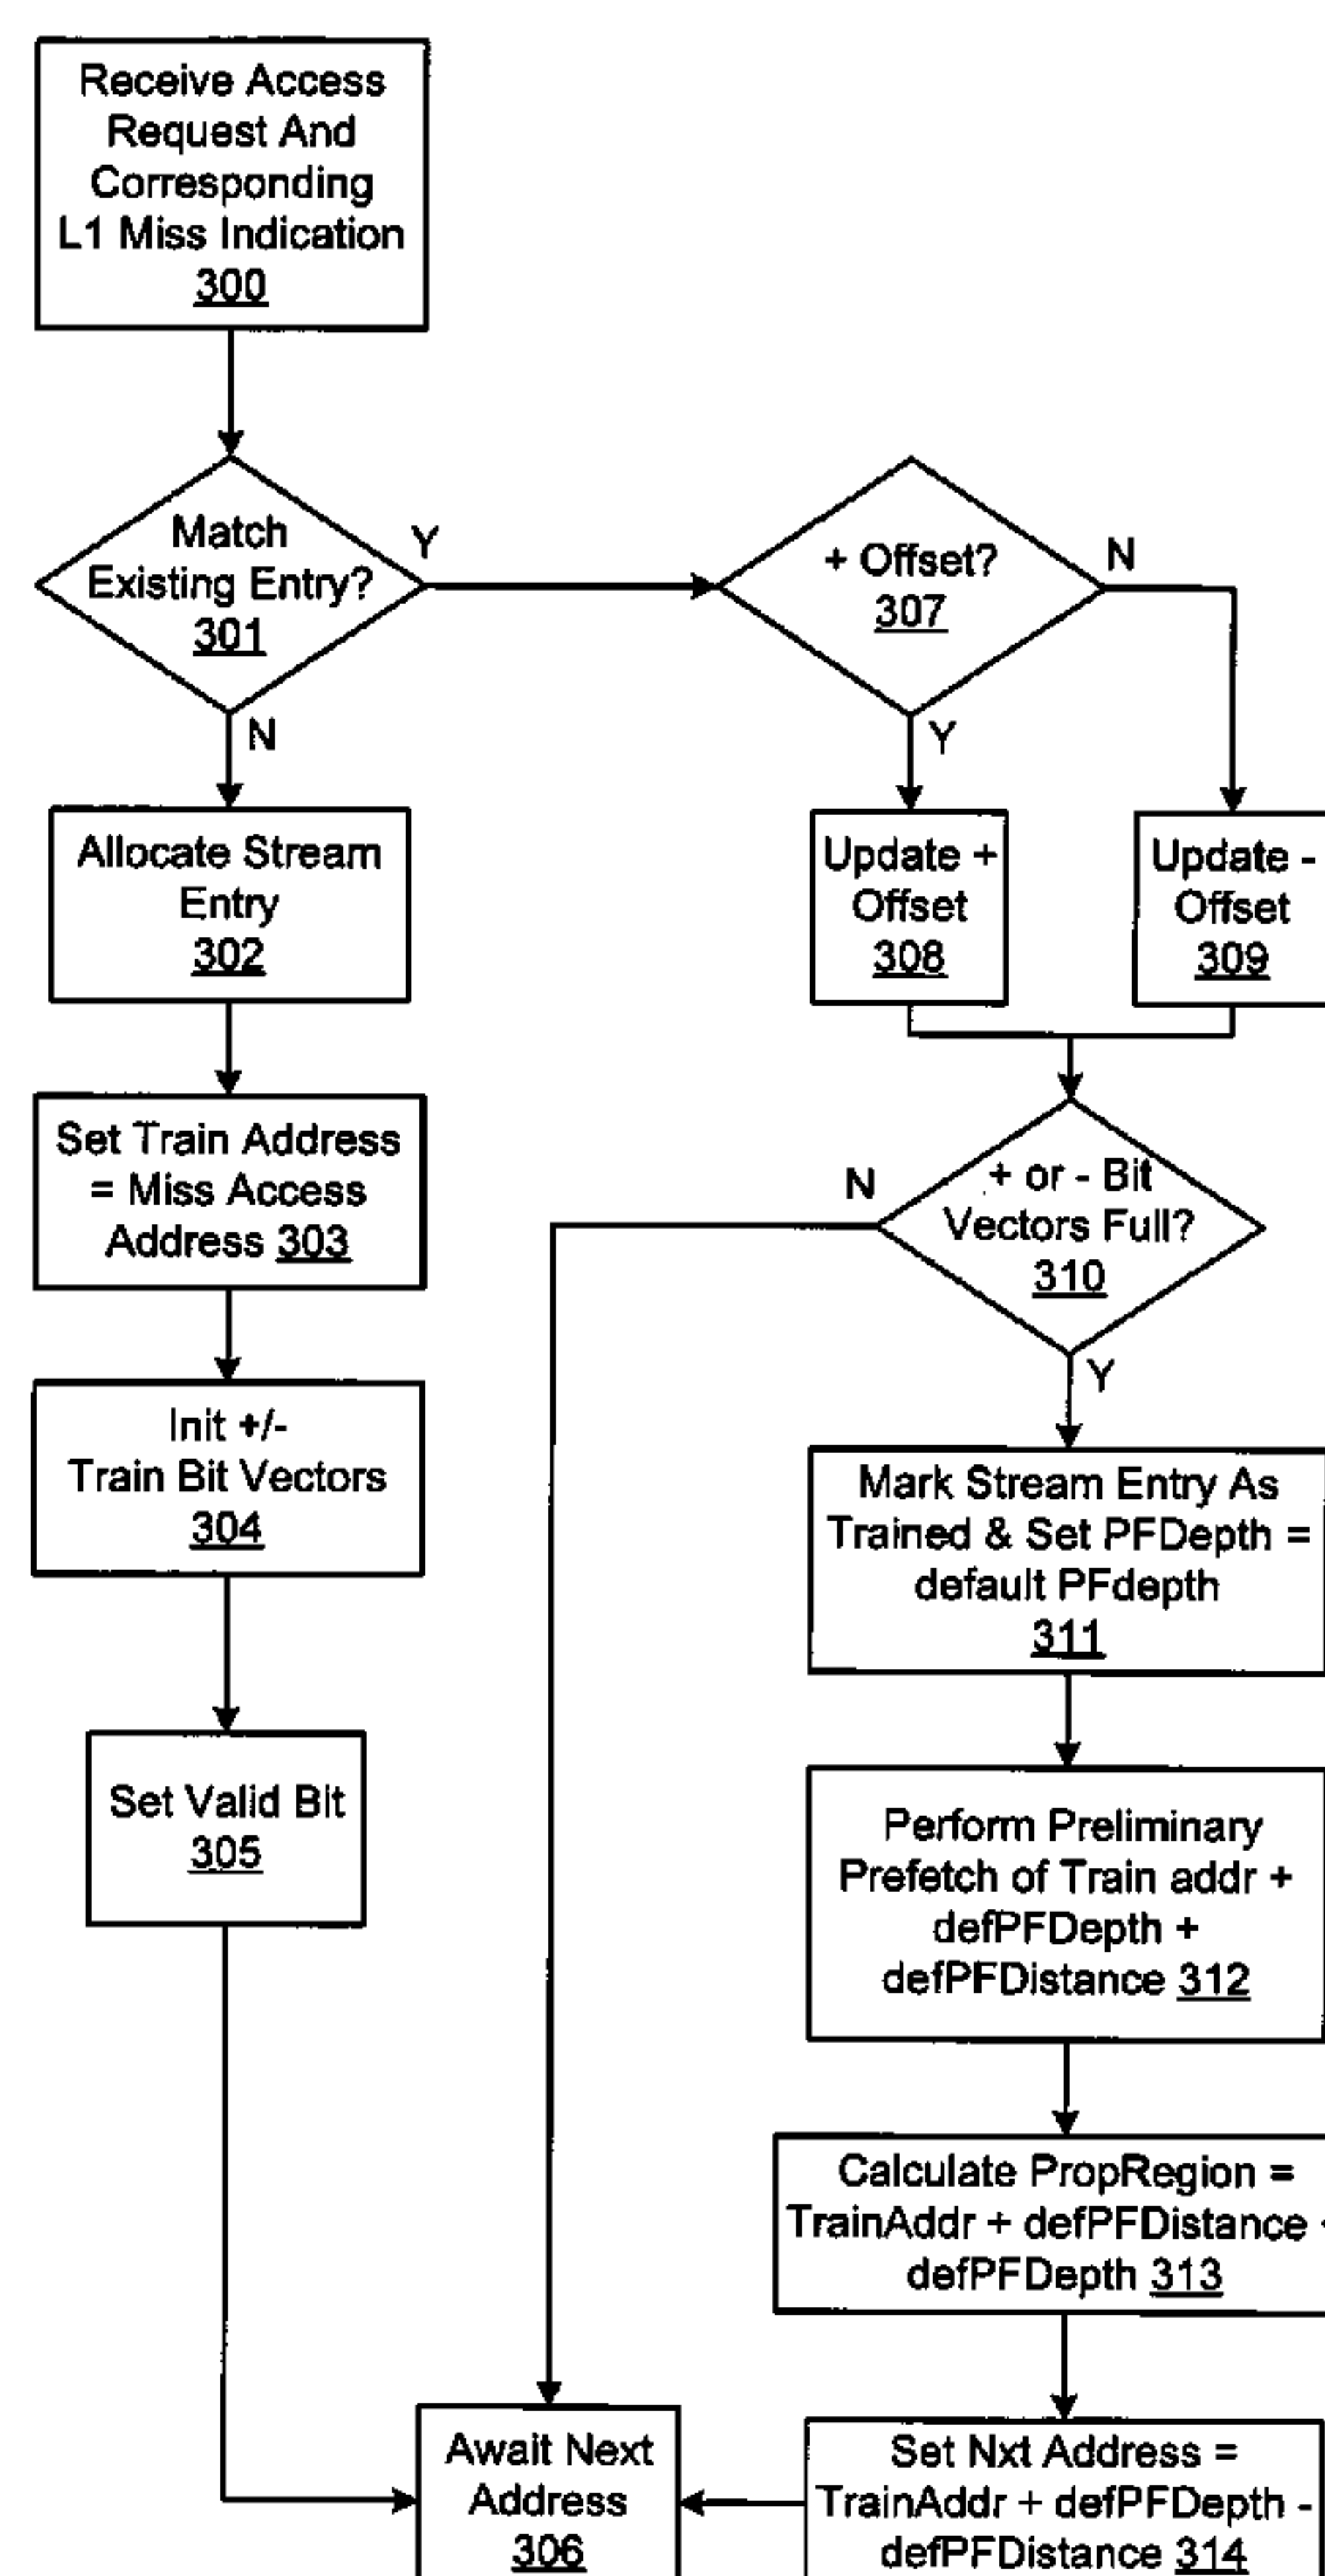 Receive Access
Request And
Corresponding
L1 Miss Indication
300
Match
Existing Entry?
301
Y
N
Allocate Stream
Entry
302
Set Train Address
= Miss Access
Address 303
Init +/-
Train Bit Vectors
304
Set Valid Bit
305
Await Next
Address
306
+ Offset?
307
N
Y
Update +
Offset
308
Update -
Offset
309
+ or - Bit
Vectors Full?
310
N
Y
Mark Stream Entry As
Trained & Set PFDepth =
default PFdepth
311
Perform Preliminary
Prefetch of Train addr +
defPFDepth +
defPFDistance 312
Calculate PropRegion =
TrainAddr + defPFDistance
defPFDepth 313
Set Nxt Address =
TrainAddr + defPFDepth -
defPFDistance 314